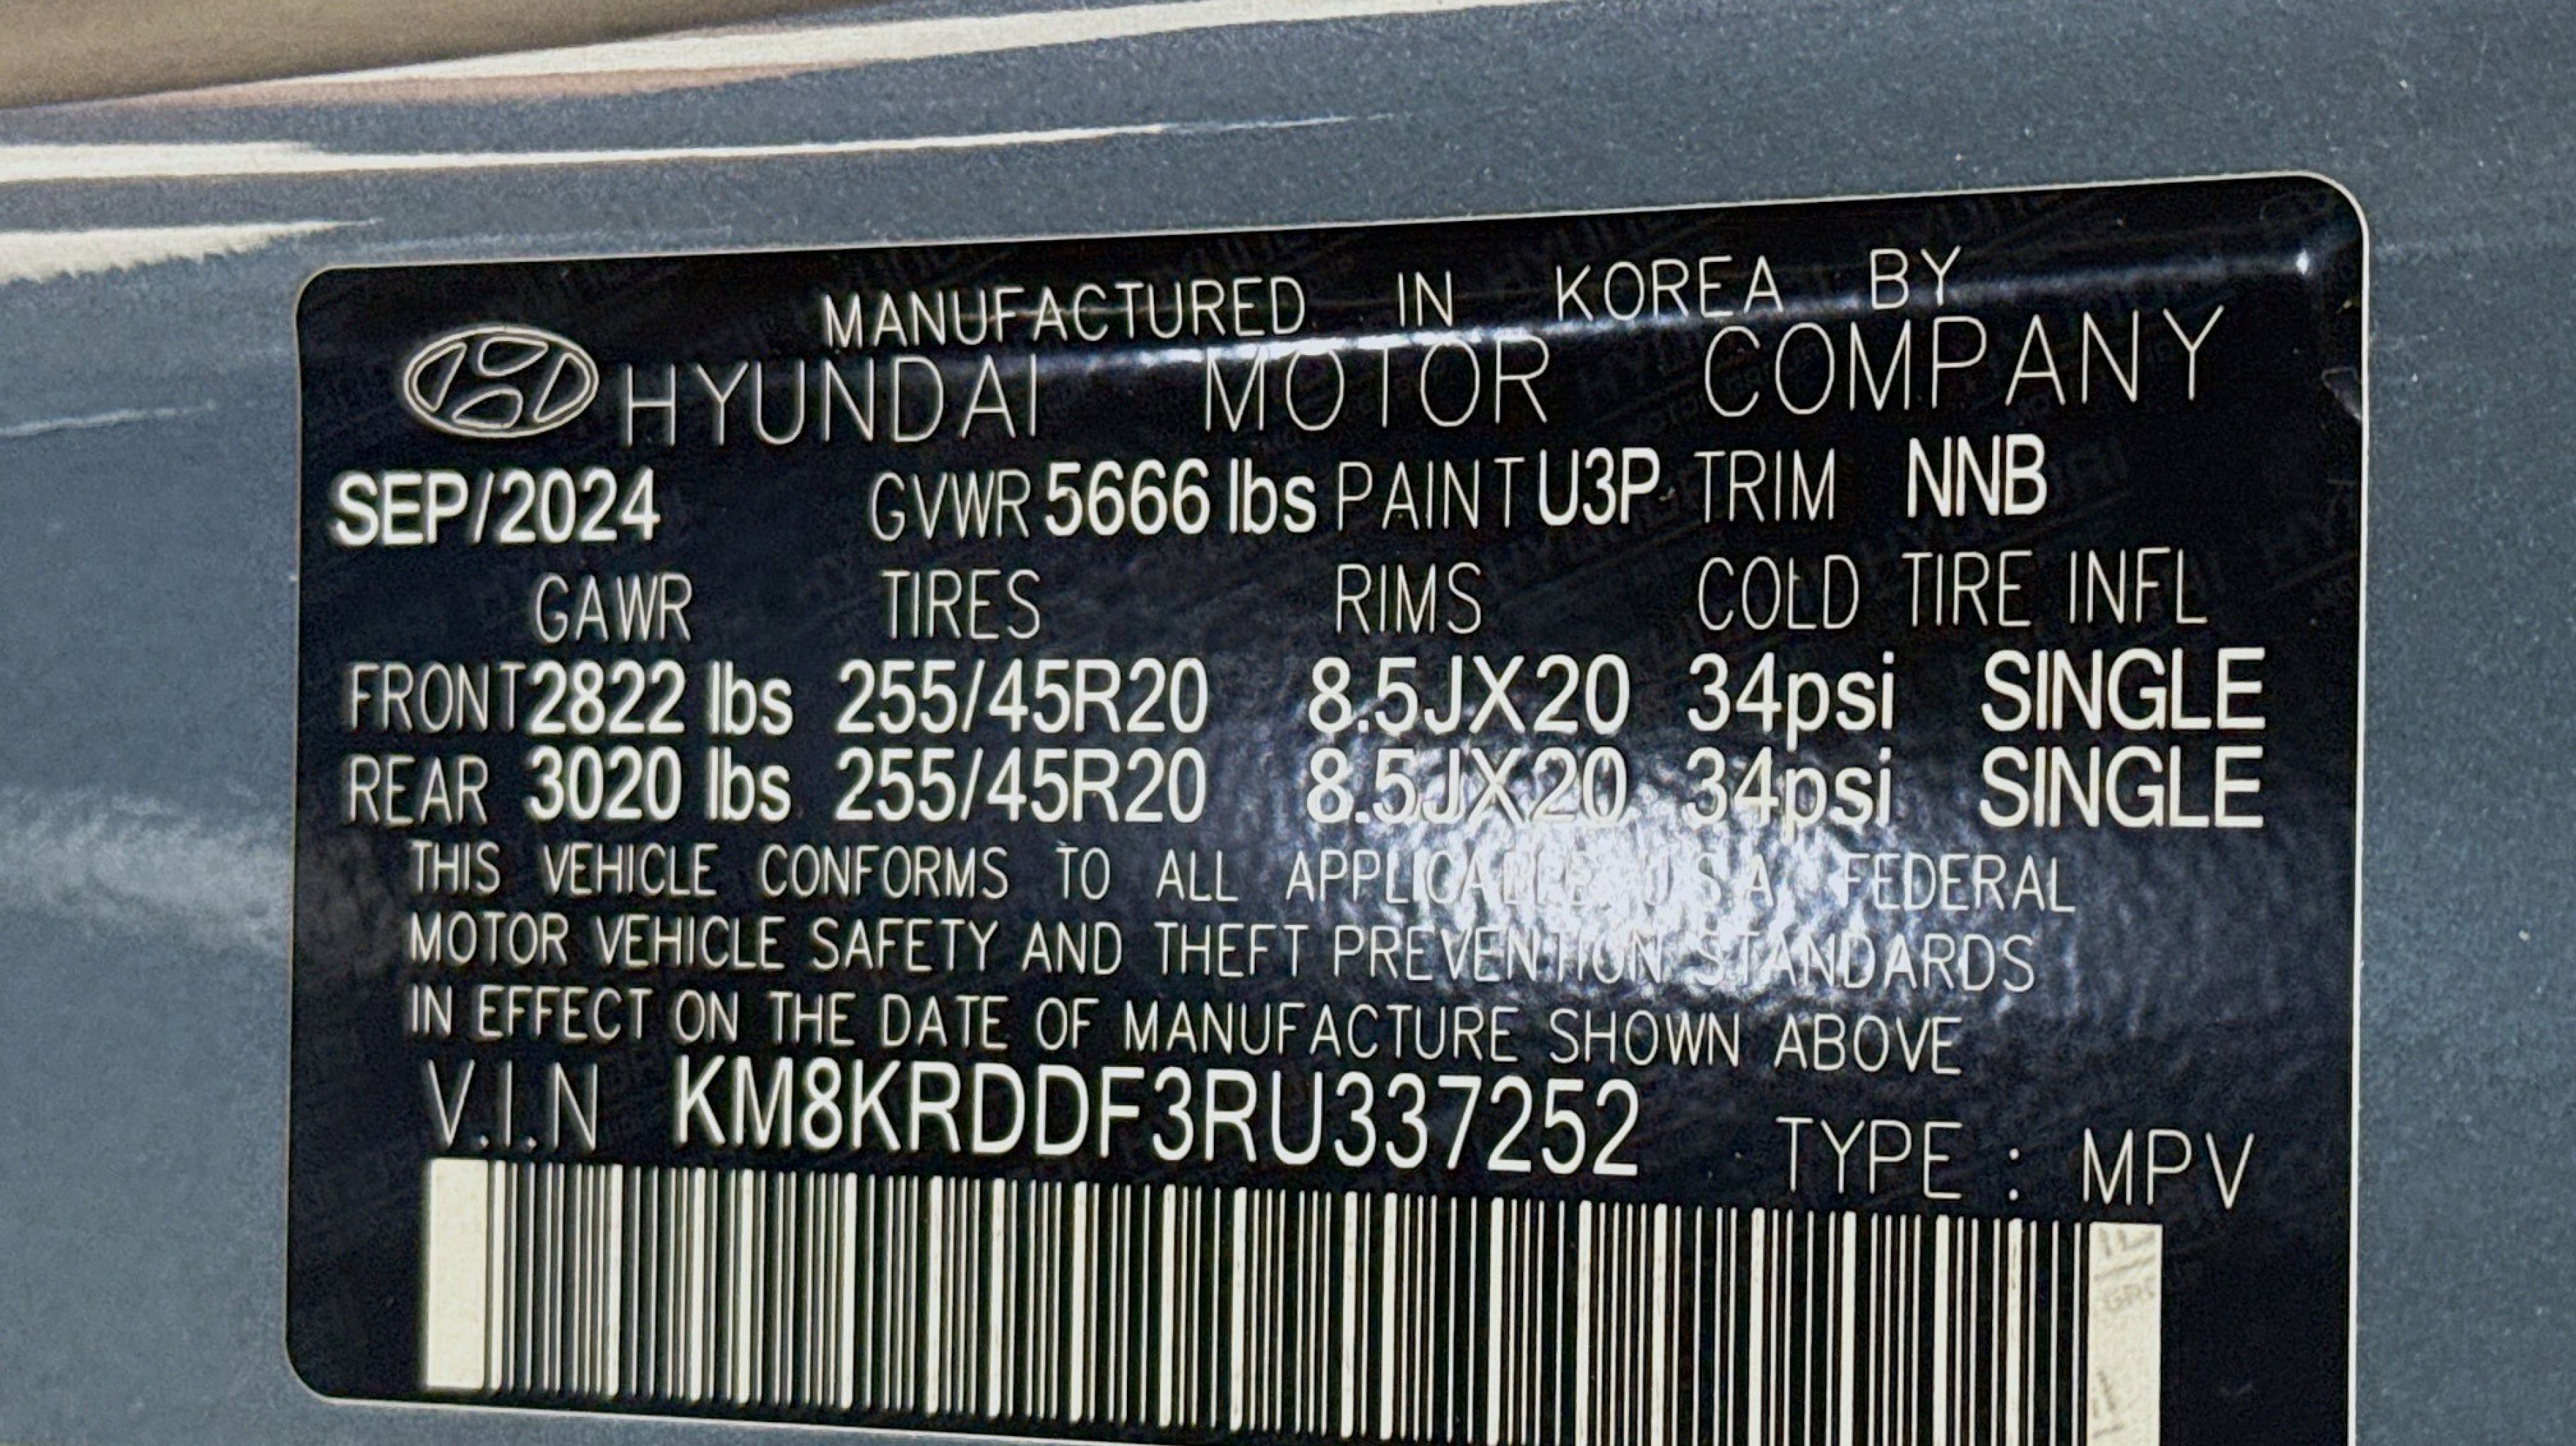 MANUFACTURED IN KOREA BY
HYUNDAI MOTOR COMPANY
SEP/2024 GVWR 5666 lbs PAINT U3P TRIM NNB
GAWR TIRES RIMS COLD TIRE INFL
FRONT 2822 lbs 255/45R20 8.5JX20 34psi SINGLE
REAR 3020 lbs 255/45R20 8.5JX20 34psi SINGLE
THIS VEHICLE CONFORMS TO ALL APPLICABLE U.S.A. FEDERAL
MOTOR VEHICLE SAFETY AND THEFT PREVENTION STANDARDS
IN EFFECT ON THE DATE OF MANUFACTURE SHOWN ABOVE
V.I.N KM8KRDDF3RU337252 TYPE : MPV